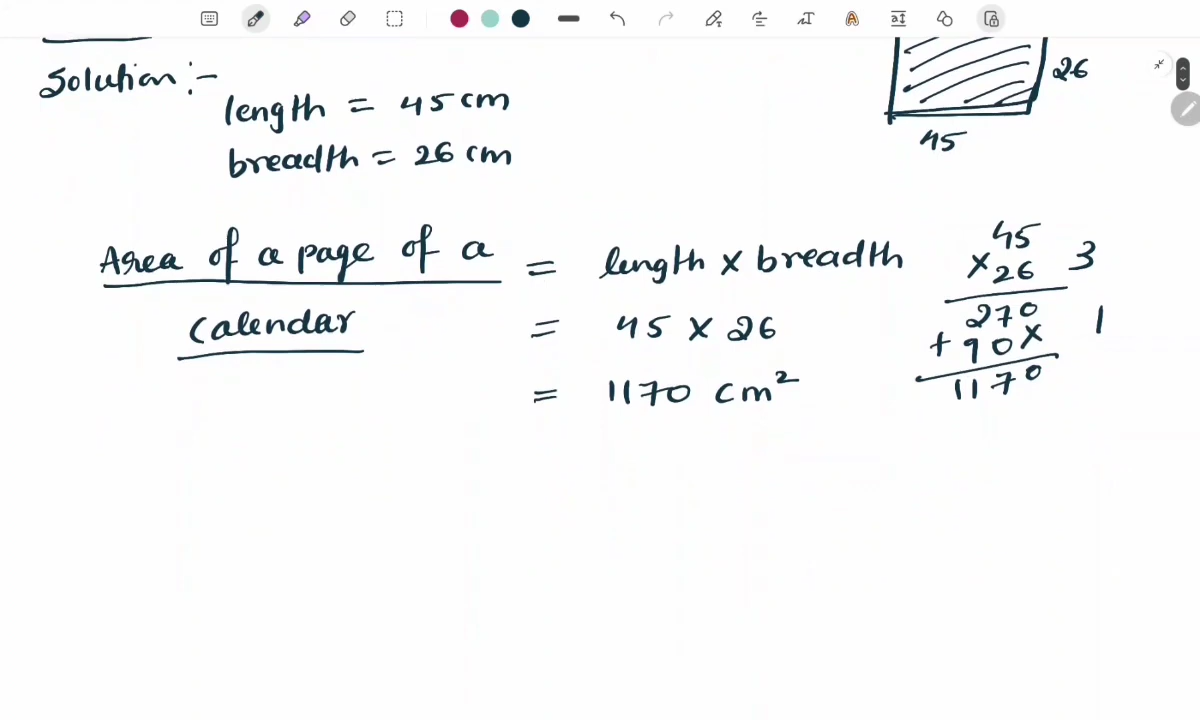 Solution :-
26
length = 45 cm
45
breadth = 26 cm
Area of a page of a = length x breadth
calendar = 45 x 26
= 1170 cm²
45
x 26 3
270 1
+ 90x
1170